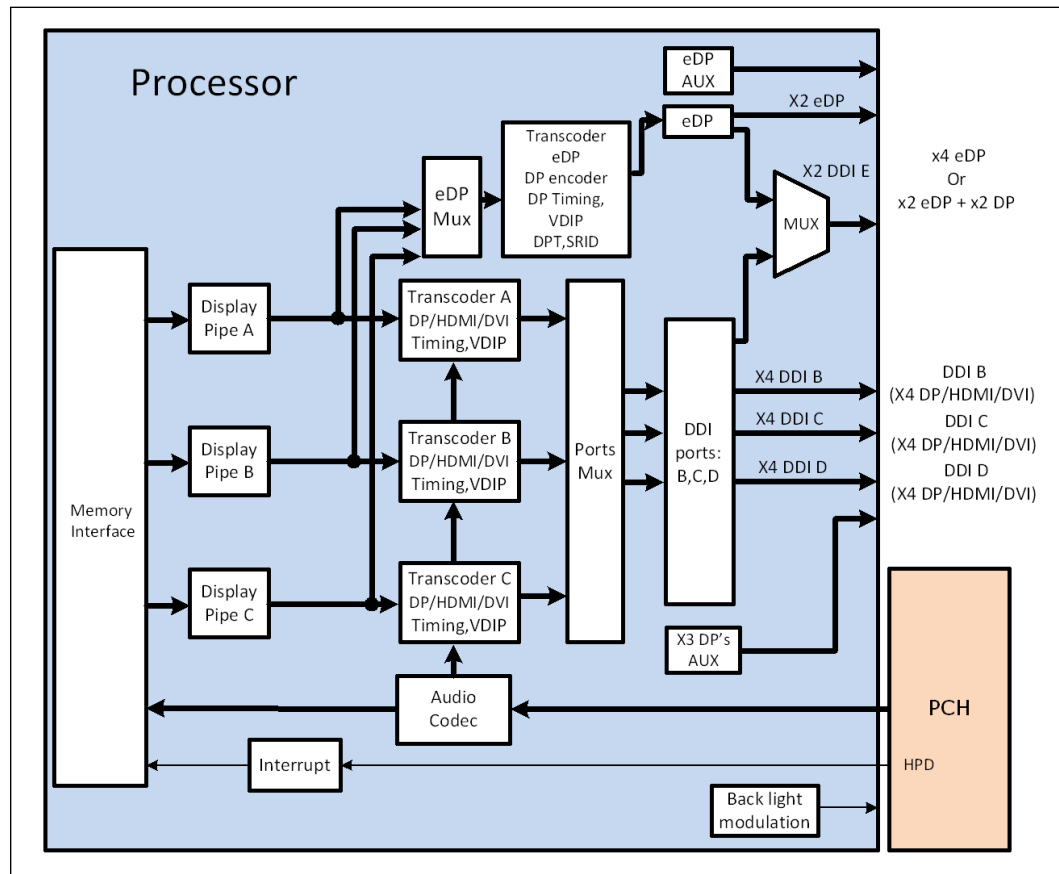 Processor
eDP
AUX
X2 eDP
eDP
Transcoder
eDP
DP encoder
DP Timing,
VDIP
DPT,SRID
eDP
Mux
X2 DDI E
MUX
x4 eDP
Or
x2 eDP + x2 DP
Memory
Interface
Display
Pipe A
Transcoder A
DP/HDMI/DVI
Timing,VDIP
Display
Pipe B
Transcoder B
DP/HDMI/DVI
Timing,VDIP
Display
Pipe C
Transcoder C
DP/HDMI/DVI
Timing,VDIP
Ports
Mux
DDI
ports:
B,C,D
X4 DDI B
X4 DDI C
X4 DDI D
DDI B
(X4 DP/HDMI/DVI)
DDI C
(X4 DP/HDMI/DVI)
DDI D
(X4 DP/HDMI/DVI)
X3 DP's
AUX
Audio
Codec
PCH
Interrupt
HPD
Back light
modulation